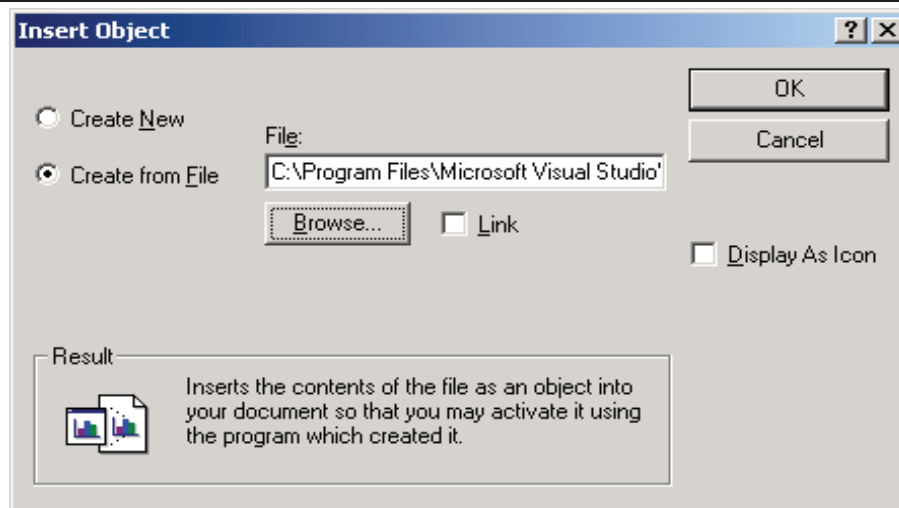 Insert Object
Create New
Create from File
File:
C:\Program Files\Microsoft Visual Studio'
Browse...
Link
OK
Cancel
Display As Icon
Result
Inserts the contents of the file as an object into
your document so that you may activate it using
the program which created it.